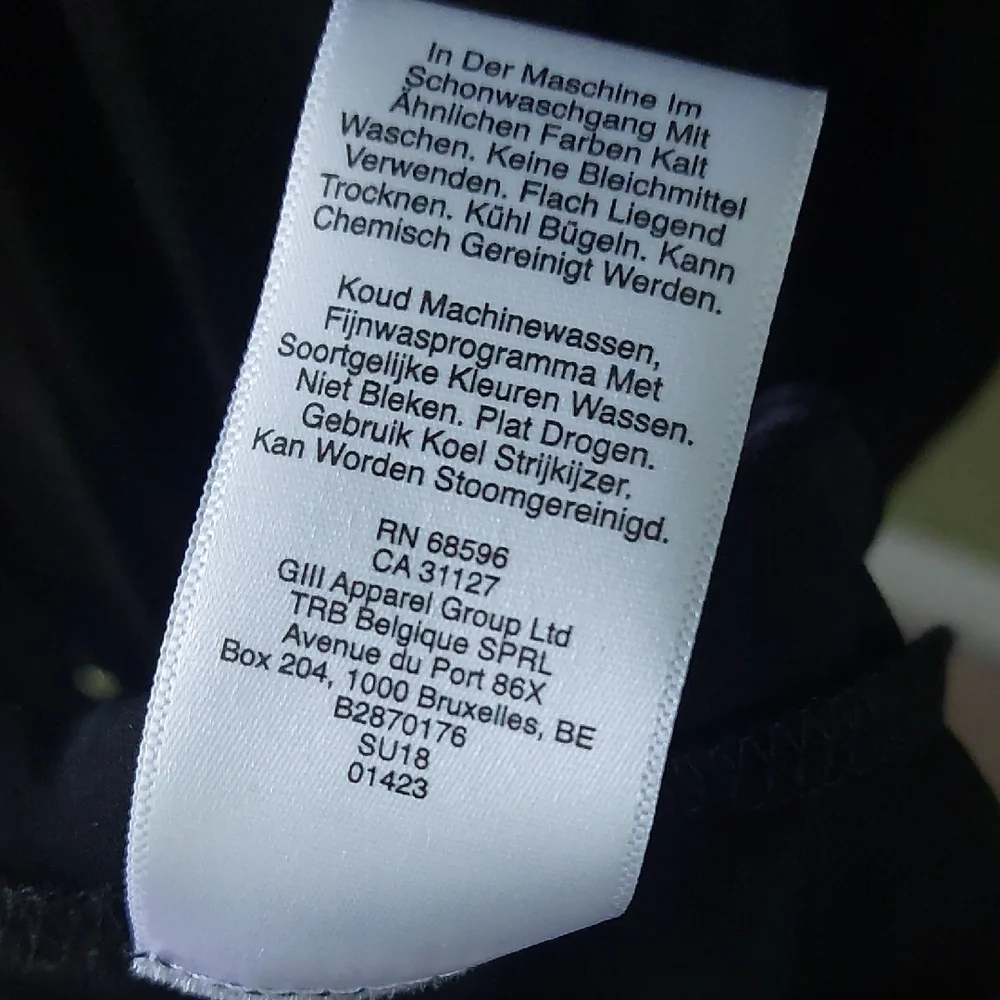 In Der Maschine Im
Schonwaschgang Mit
Ähnlichen Farben Kalt
Waschen. Keine Bleichmittel
Verwenden. Flach Liegend
Trocknen. Kühl Bügeln. Kann
Chemisch Gereinigt Werden.
Koud Machinewassen,
Fijnwasprogramma Met
Soortgelijke Kleuren Wassen.
Niet Bleken. Plat Drogen.
Gebruik Koel Strijkijzer.
Kan Worden Stoomgereinigd.
RN 68596
CA 31127
GIII Apparel Group Ltd
TRB Belgique SPRL
Avenue du Port 86X
Box 204, 1000 Bruxelles, BE
B2870176
SU18
01423